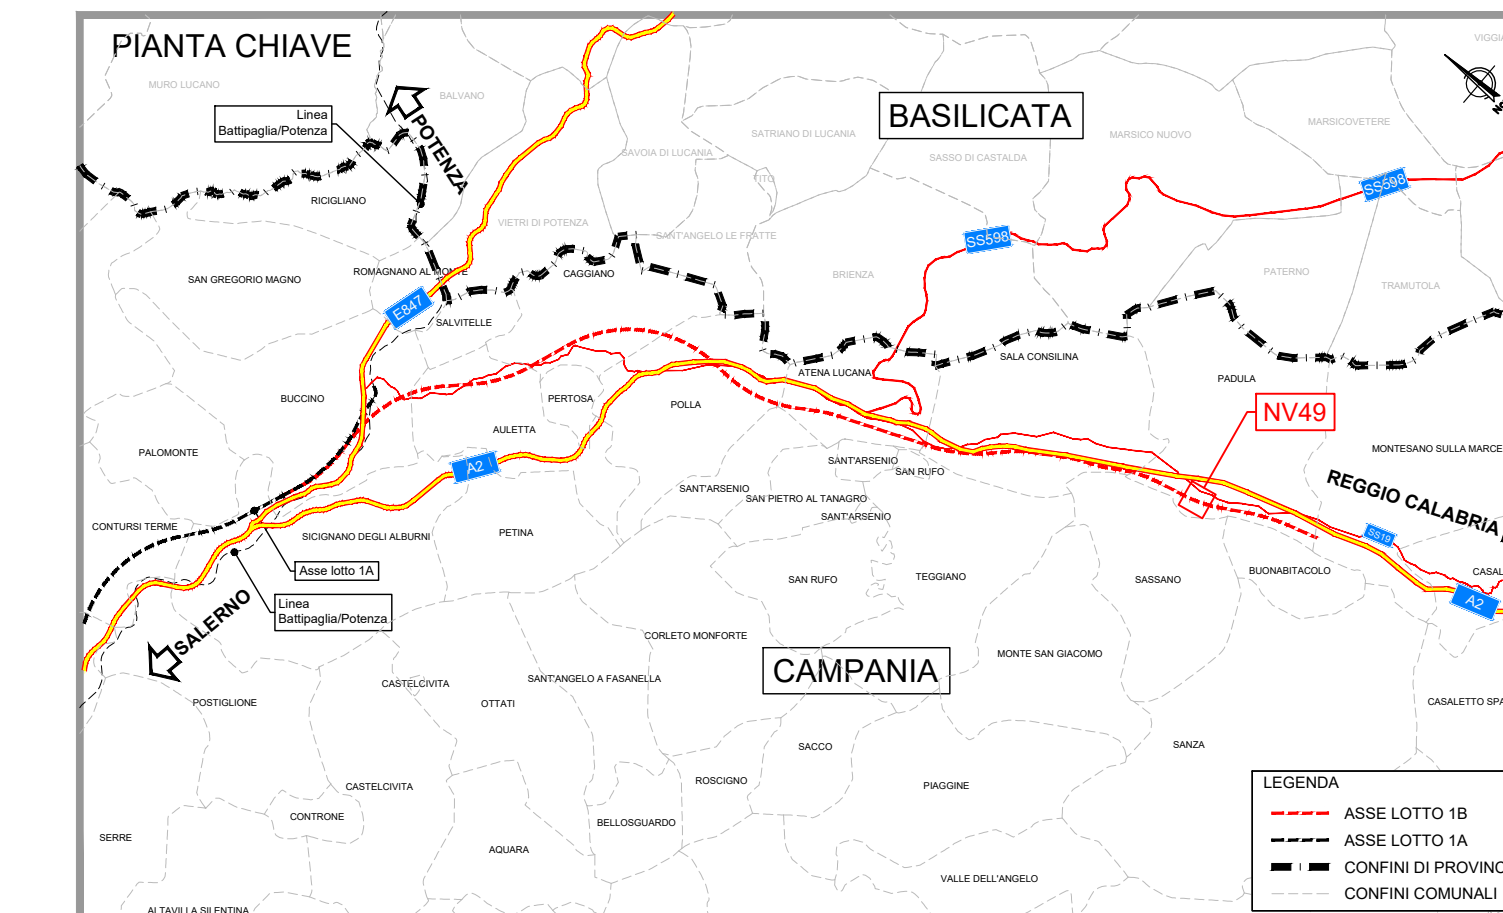 PIANTA CHIAVE
MURO LUCANO
BALVANO
Linea
Battipaglia/Potenza
POTENZA
BASILICATA
SATRIANO DI LUCANIA
SAVOIA DI LUCANIA
SASSO DI CASTALDA
MARSICO NUOVO
MARSICOVETERE
TITO
SS598
RICIGLIANO
VIETRI DI POTENZA
SANT'ANGELO LE FRATTE
SS598
SAN GREGORIO MAGNO
ROMAGNANO AL MONTE
CAGGIANO
BRIENZA
PATERNO
TRAMUTOLA
E847
SALVITELLE
SALA CONSILINA
ATENA LUCANA
PADULA
BUCCINO
PERTOSA
POLLA
NV49
AULETTA
PALOMONTE
A2
SANT'ARSENIO
SAN RUFO
MONTESANO SULLA MARCE
SANT'ARSENIO
SAN PIETRO AL TANAGRO
SANT'ARSENIO
REGGIO CALABRIA
CONTURSI TERME
SICIGNANO DEGLI ALBURNI
PETINA
SS19
Asse lotto 1A
SAN RUFO
TEGGIANO
SASSANO
BUONABITACOLO
CASAL
A2
Linea
Battipaglia/Potenza
SALERNO
CORLETO MONFORTE
MONTE SAN GIACOMO
CAMPANIA
CASTELCIVITA
SANT'ANGELO A FASANELLA
POSTIGLIONE
OTTATI
CASALETTO SPA
SACCO
SANZA
ROSCIGNO
PIAGGINE
CASTELCIVITA
CONTRONE
BELLOSGUARDO
SERRE
AQUARA
VALLE DELL'ANGELO
ALTAVILLA SILENTINA
LEGENDA
ASSE LOTTO 1B
ASSE LOTTO 1A
CONFINI DI PROVINC
CONFINI COMUNALI